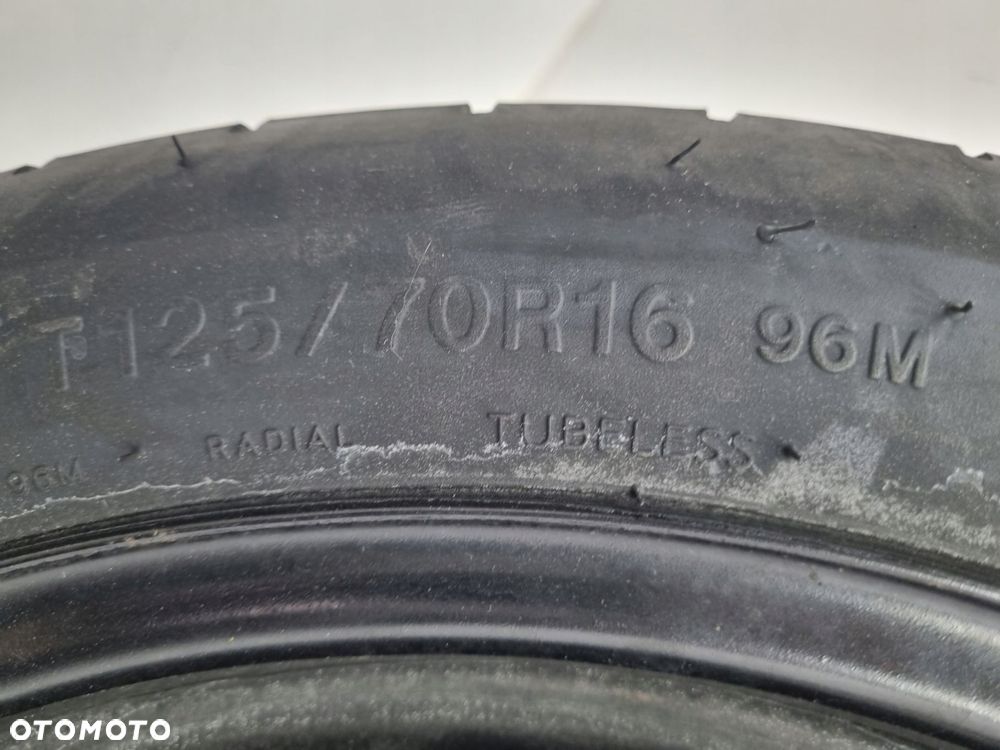 T125/70R16 96M
96M RADIAL TUBELESS
OTOMOTO